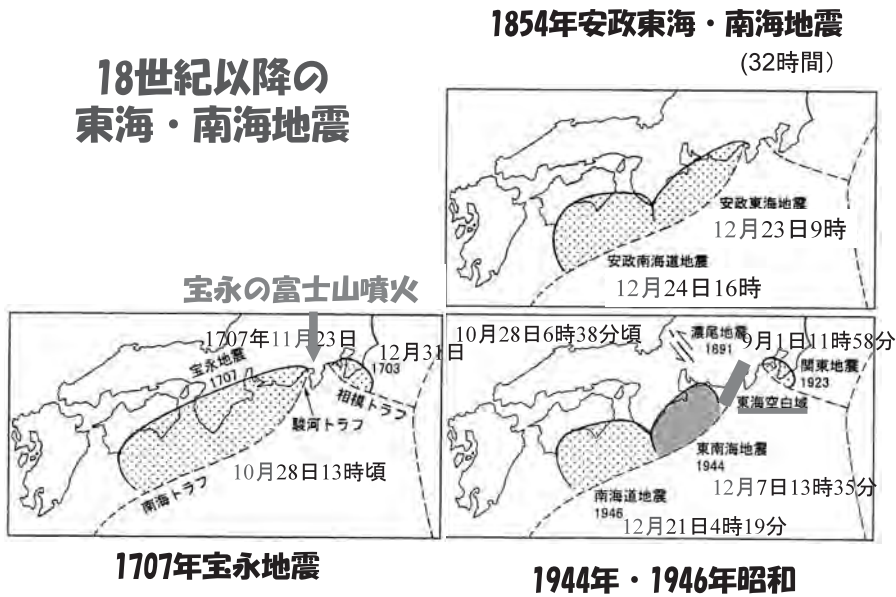 18世紀以降の
東海・南海地震
1854年安政東海・南海地震
(32時間)
安政東海地震
12月23日9時
安政南海道地震
12月24日16時
宝永の富士山噴火
1707年11月23日
12月31日
1703
宝永地震
1707
相模トラフ
駿河トラフ
10月28日13時頃
南海トラフ
1707年宝永地震
10月28日6時38分頃
濃尾地震
1891
9月1日11時58分
関東地震
1923
東海空白域
東南海地震
1944
12月7日13時35分
南海道地震
1946
12月21日4時19分
1944年・1946年昭和